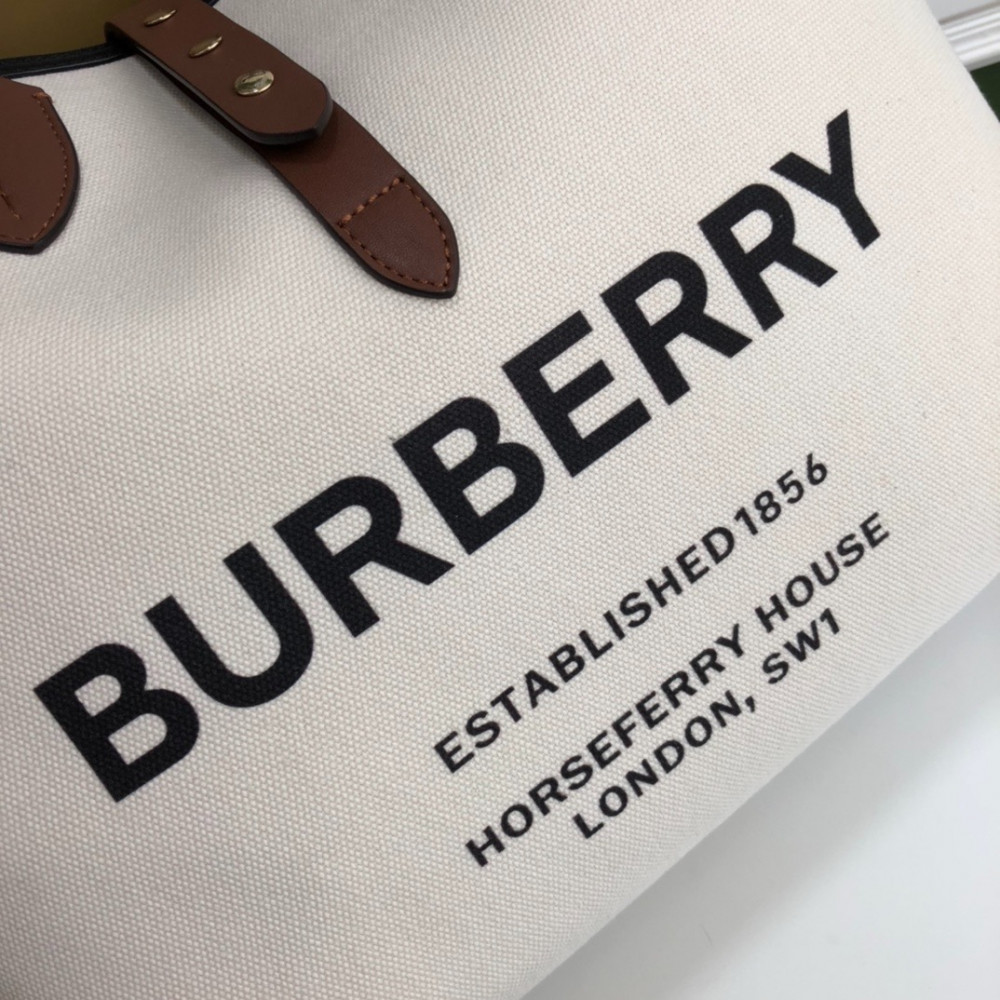 BURBERRY
ESTABLISHED1856
HORSEFERRY HOUSE
LONDON, SW1